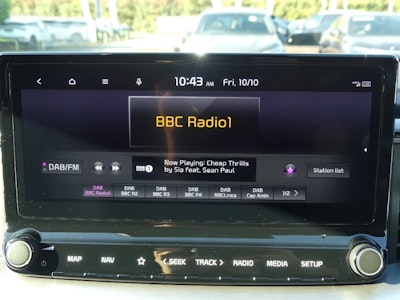 10:43 AM Fri, 10/10
BBC Radio1
DAB/FM
1
Now Playing: Cheap Thrills
by Sia feat. Sean Paul
Station list
DAB
BBC Radio1
DAB
BBC R2
DAB
BBC R3
DAB
BBC R4
DAB
BBCLincs
DAB
Cap Anth
1/2
MAP NAV SEEK TRACK RADIO MEDIA SETUP